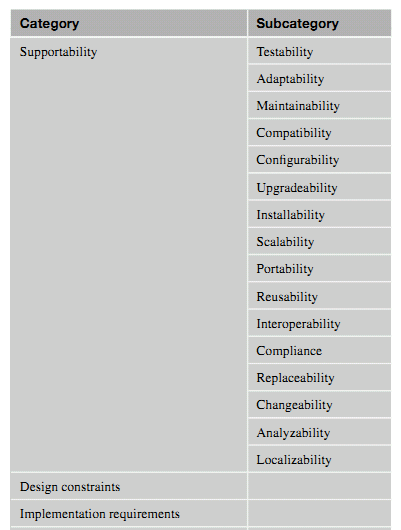 Category Subcategory
Supportability Testability
Adaptability
Maintainability
Compatibility
Configurability
Upgradeability
Installability
Scalability
Portability
Reusability
Interoperability
Compliance
Replaceability
Changeability
Analyzability
Localizability
Design constraints
Implementation requirements